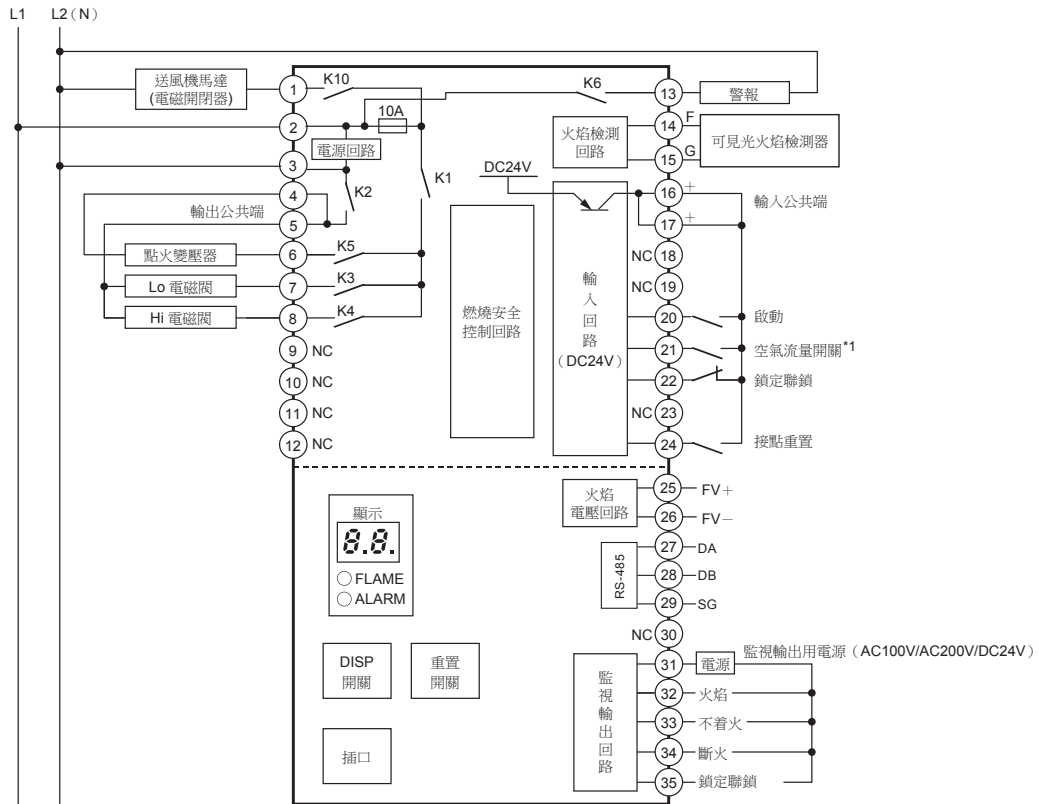 L1
L2（N）
送風機馬達
(電磁開閉器)
1
K10
K6
13
警報
2
10A
14
F
火焰檢測
回路
可見光火焰檢測器
電源回路
15
G
3
DC24V
K2
K1
4
16
+
輸入公共端
輸出公共端
5
17
+
點火變壓器
6
K5
NC
18
Lo 電磁閥
7
K3
NC
19
Hi 電磁閥
8
K4
燃燒安全
控制回路
輸
入
回
路
(DC24V)
20
啟動
9
NC
21
空氣流量開關*1
10
NC
22
鎖定聯鎖
11
NC
NC
23
12
NC
24
接點重置
火焰
電壓回路
25
FV＋
26
FV－
顯示
8.8.
FLAME
ALARM
RS-485
27
DA
28
DB
29
SG
NC
30
監視輸出用電源（AC100V/AC200V/DC24V）
DISP
開關
重置
開關
監
視
輸
出
回
路
31
電源
32
火焰
33
不着火
插口
34
斷火
35
鎖定聯鎖